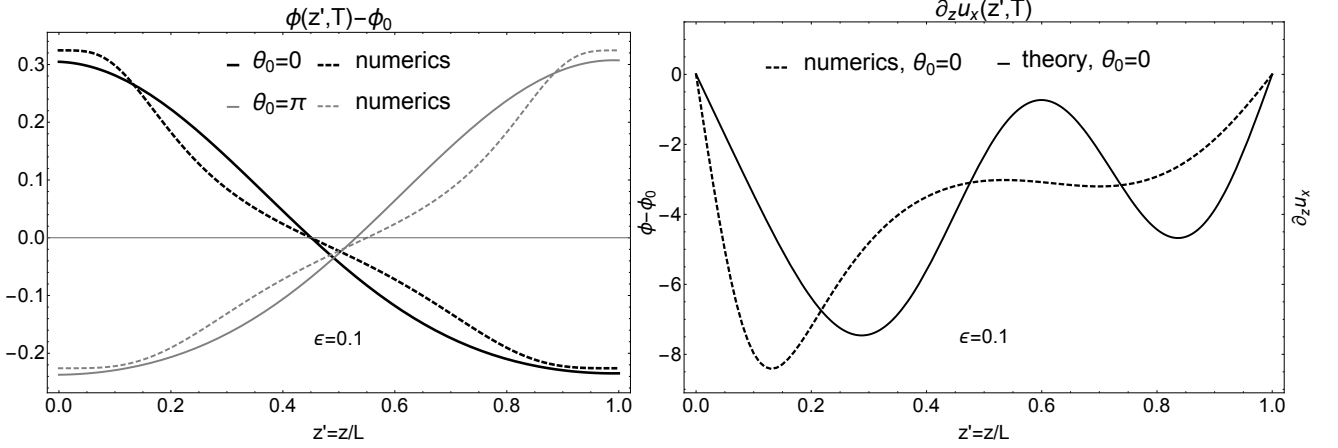 ϕ(z',T)−ϕ₀
θ₀=0 numerics
θ₀=π numerics
0.3
0.2
0.1
0.0
−0.1
−0.2
ϵ=0.1
0.0 0.2 0.4 0.6 0.8 1.0
z'=z/L
ϕ−ϕ₀
∂zuₓ(z',T)
numerics, θ₀=0 theory, θ₀=0
0
−2
−4
−6
−8
ϵ=0.1
0.0 0.2 0.4 0.6 0.8 1.0
z'=z/L
∂zuₓ